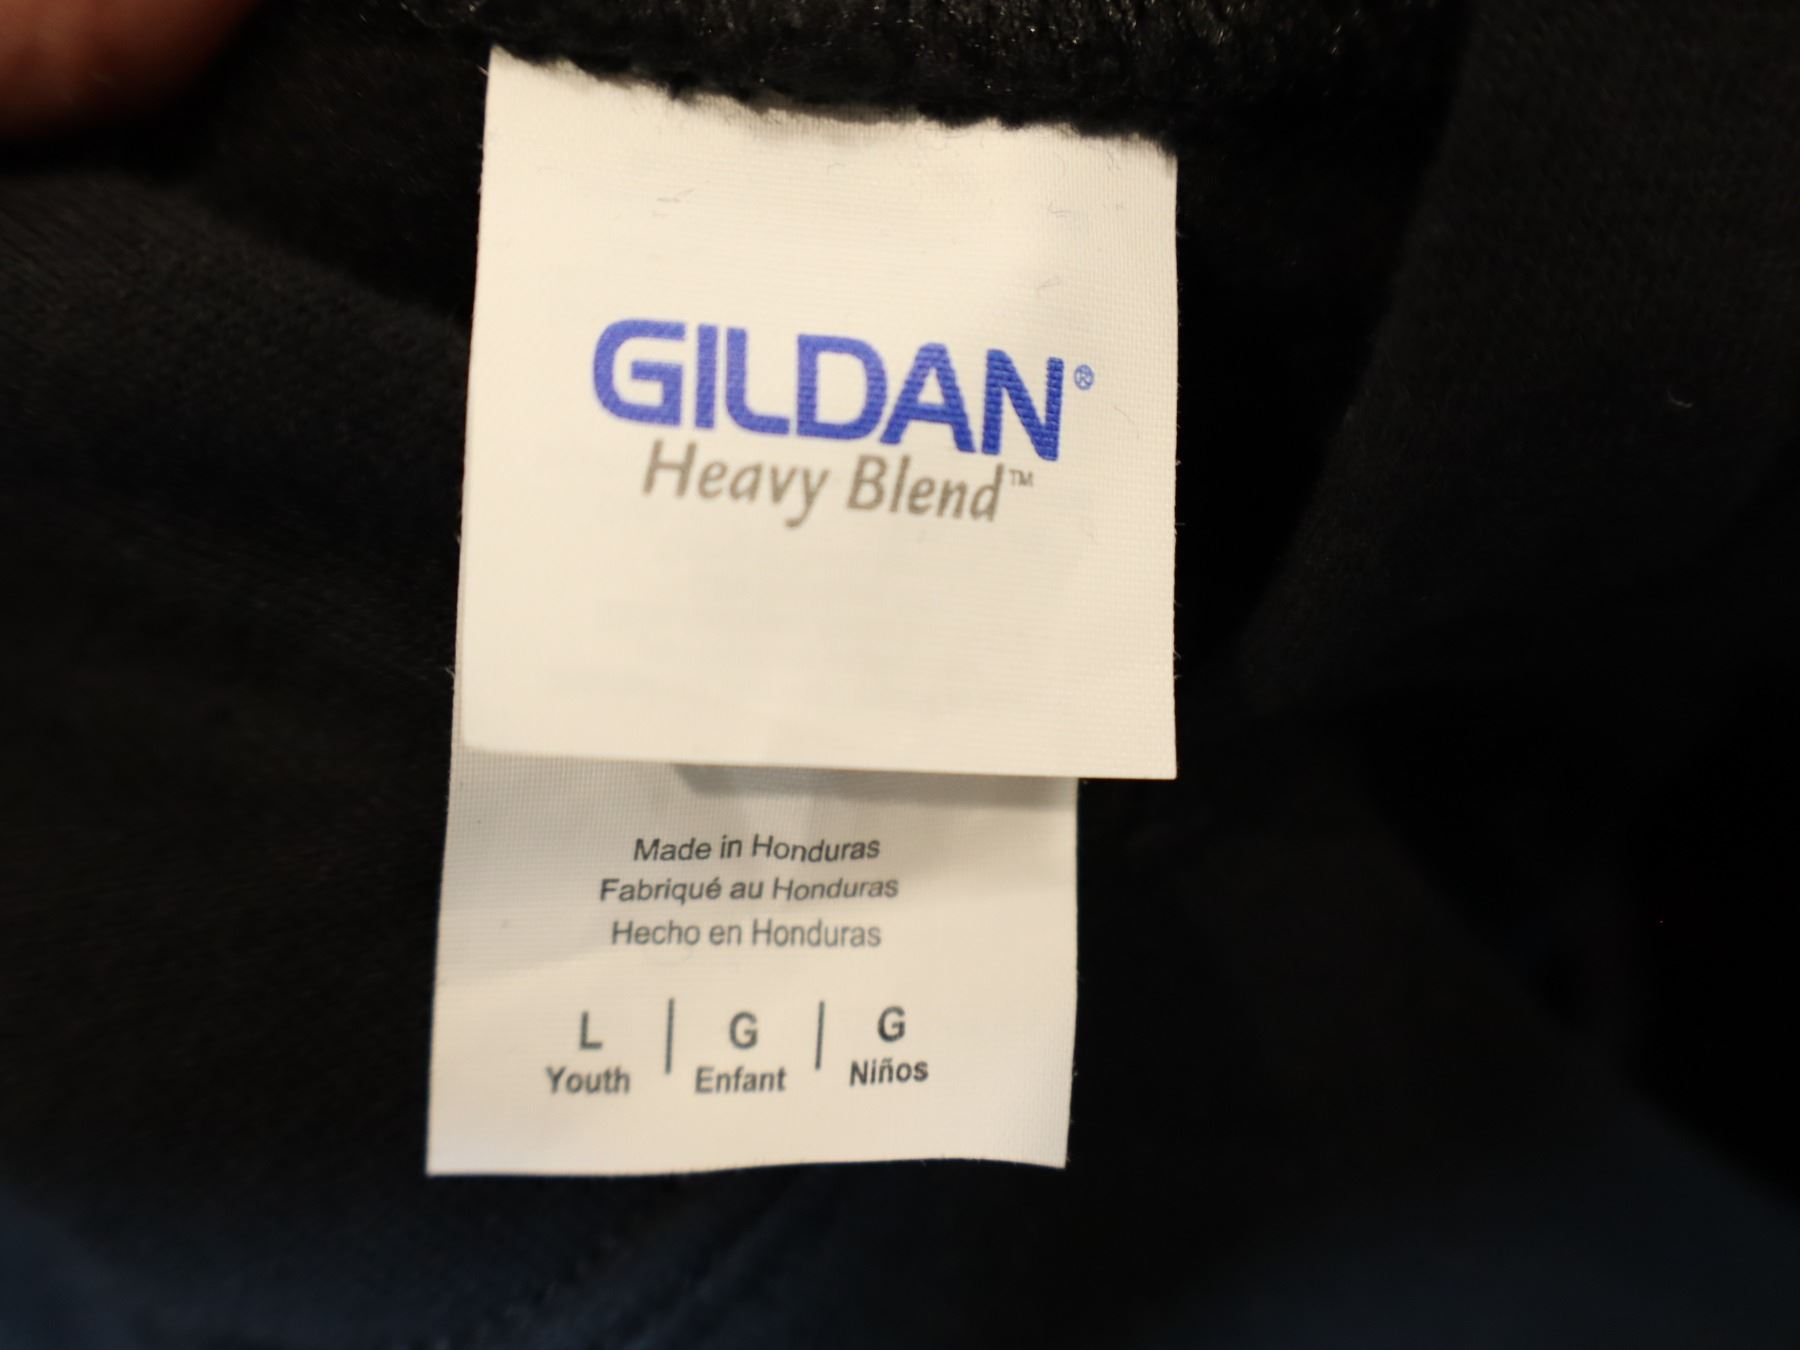 GILDAN®
Heavy Blend™
Made in Honduras
Fabriqué au Honduras
Hecho en Honduras
L | G | G
Youth Enfant Niños